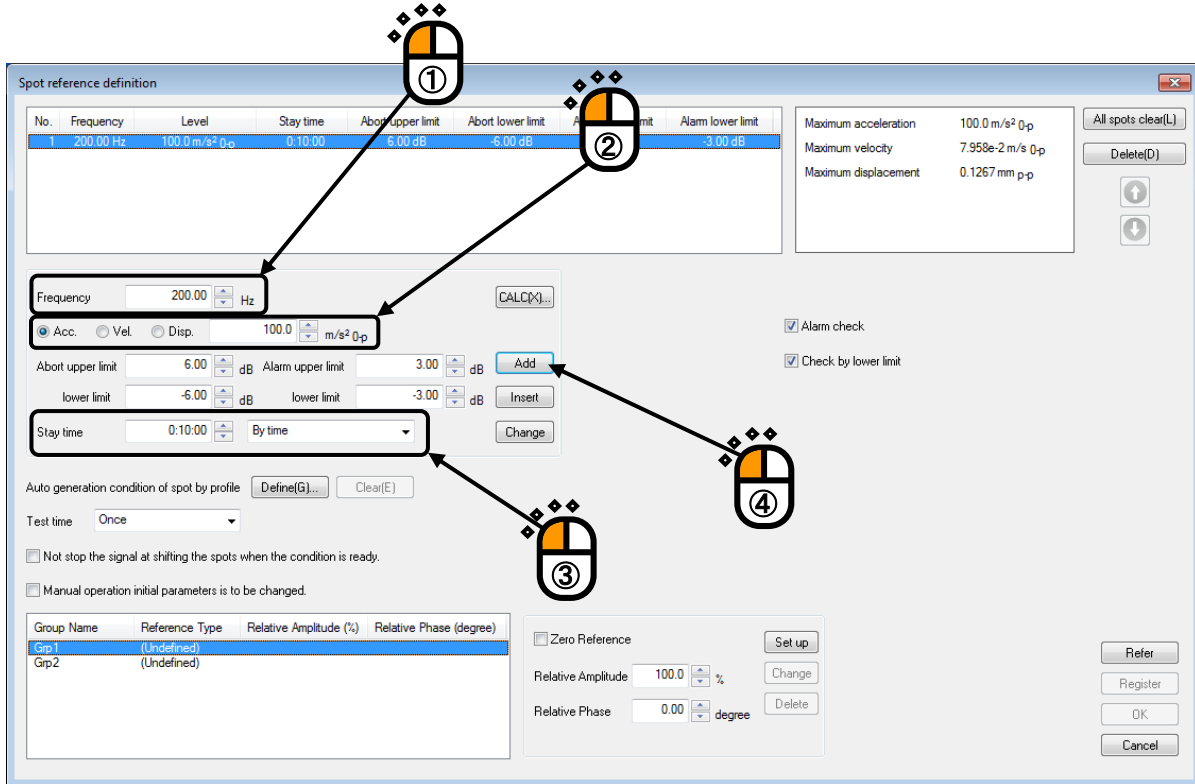 ①
Spot reference definition
No. Frequency Level Stay time Abort upper limit Abort lower limit Alarm lower limit
1 200.00 Hz 100.0 m/s² 0-p 0:10:00 6.00 dB -6.00 dB -3.00 dB
②
Maximum acceleration 100.0 m/s² 0-p
Maximum velocity 7.958e-2 m/s 0-p
Maximum displacement 0.1267 mm p-p
All spots clear(L)
Delete(D)
Frequency 200.00 Hz CALC(X)...
Acc. Vel. Disp. 100.0 m/s² 0-p
Abort upper limit 6.00 dB Alarm upper limit 3.00 dB Add
lower limit -6.00 dB lower limit -3.00 dB Insert
Stay time 0:10:00 By time Change
Alarm check
Check by lower limit
④
Auto generation condition of spot by profile Define(G)... Clear(E)
Test time Once
③
Not stop the signal at shifting the spots when the condition is ready.
Manual operation initial parameters is to be changed.
Group Name Reference Type Relative Amplitude (%) Relative Phase (degree)
Grp1 (Undefined)
Grp2 (Undefined)
Zero Reference Set up
Relative Amplitude 100.0 % Change
Relative Phase 0.00 degree Delete
Refer
Register
OK
Cancel